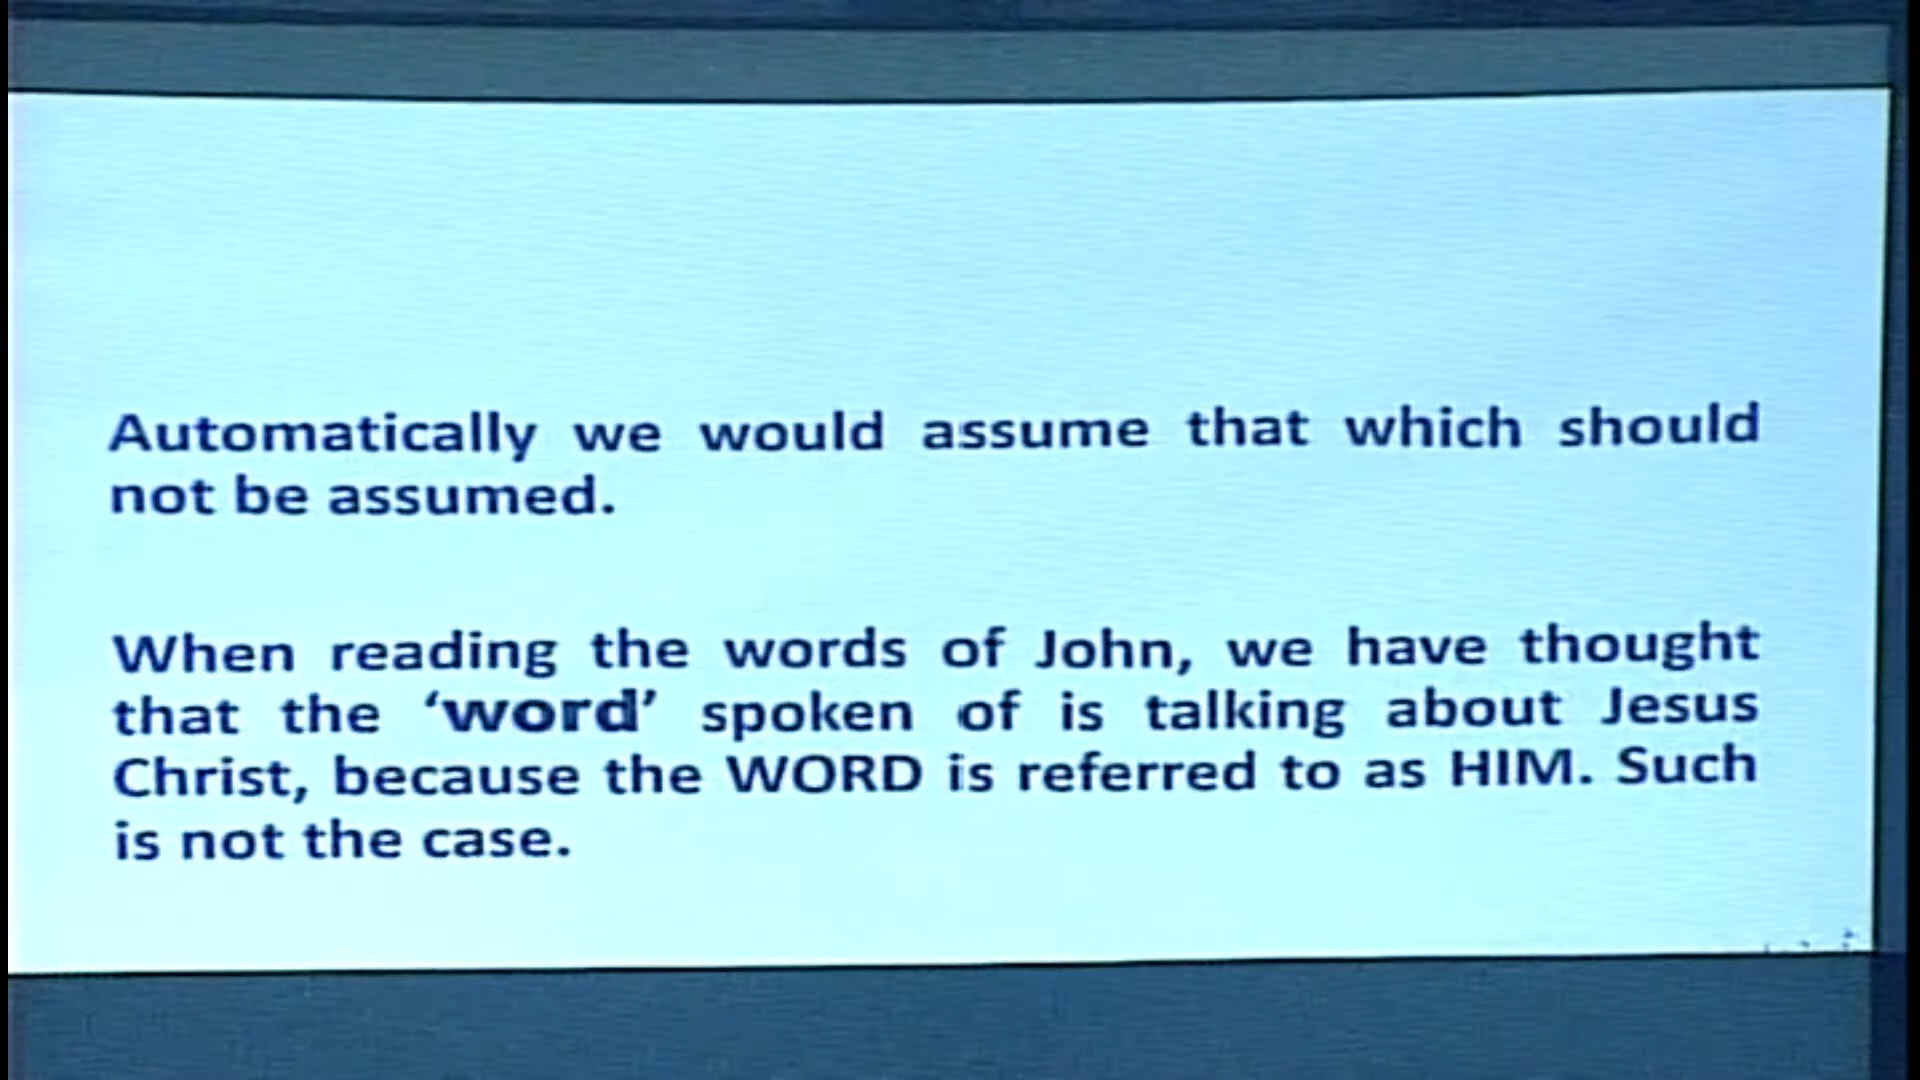 Automatically we would assume that which should
not be assumed.
When reading the words of John, we have thought
that the ‘word’ spoken of is talking about Jesus
Christ, because the WORD is referred to as HIM. Such
is not the case.